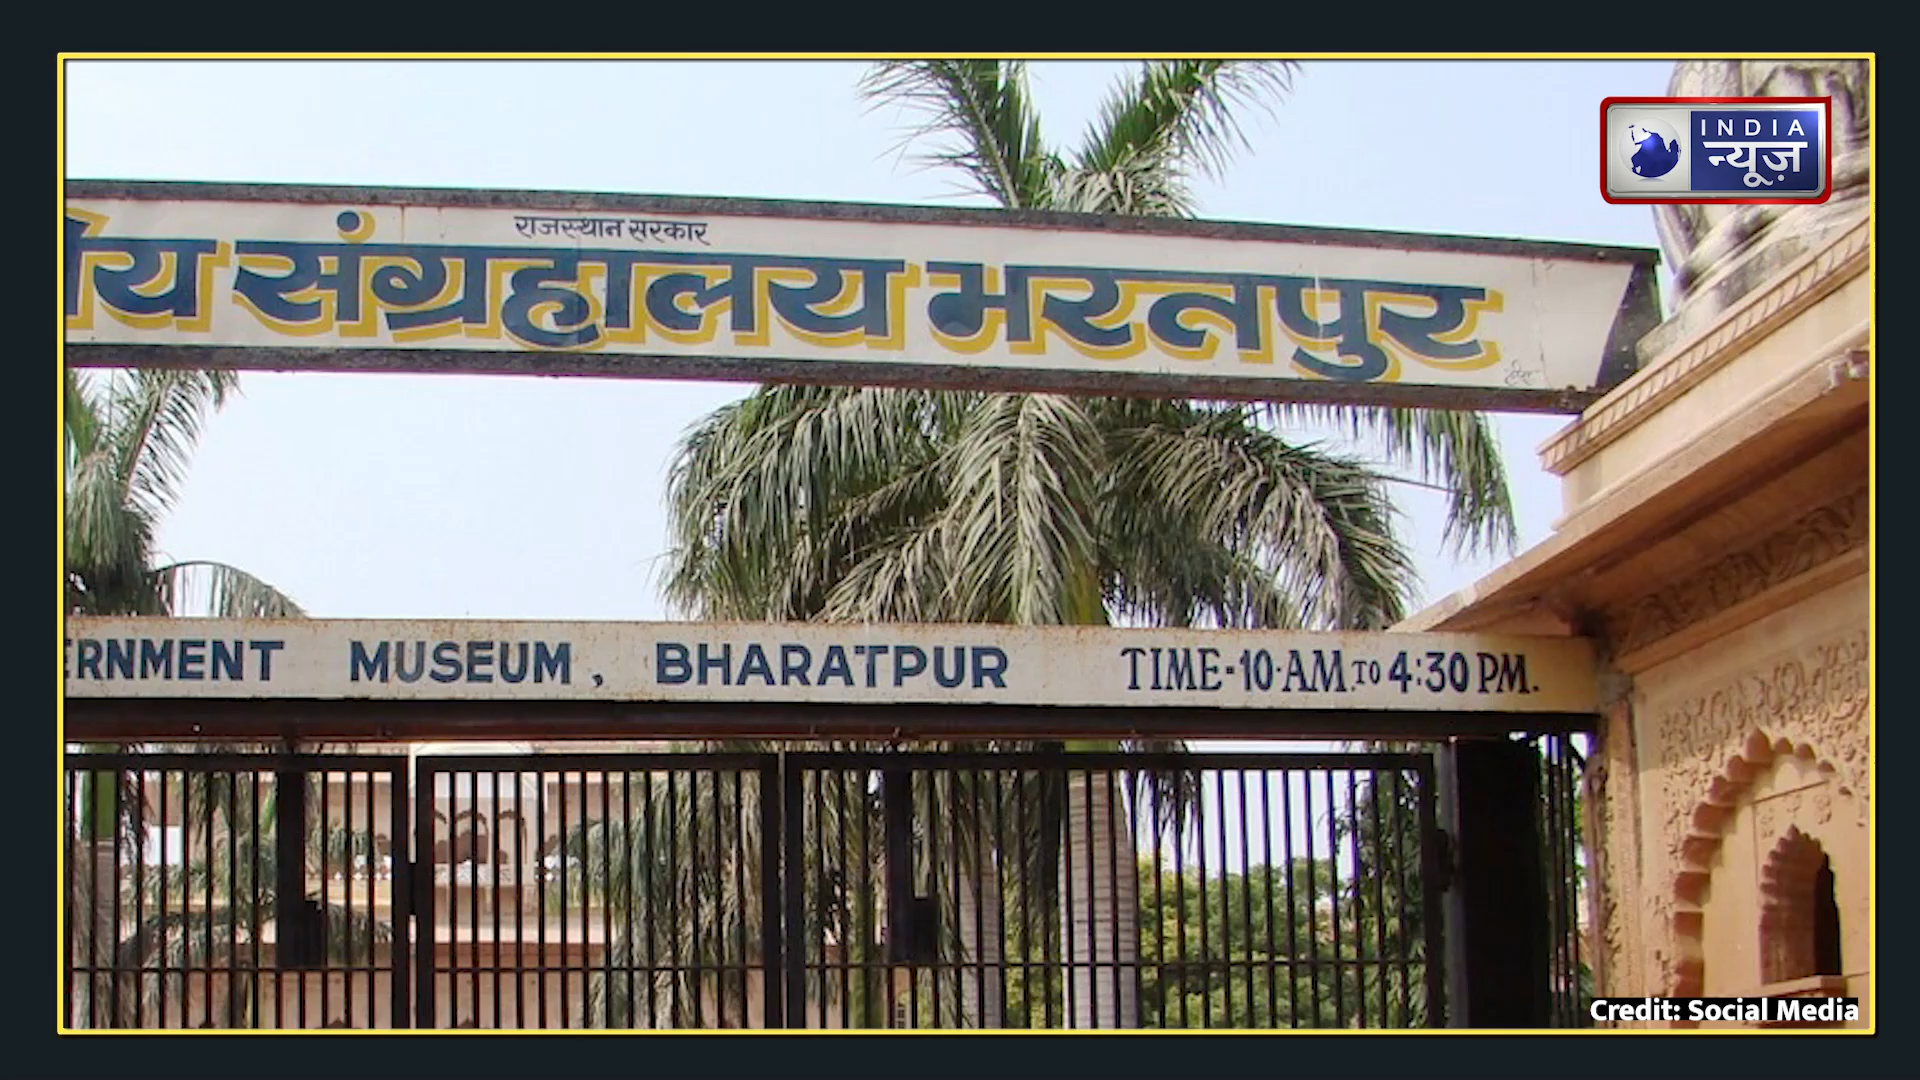 INDIA
न्यूज़
राजस्थान सरकार
संग्रहालय भरतपुर
ERNMENT MUSEUM, BHARATPUR TIME-10·AM.TO 4:30 PM.
Credit: Social Media